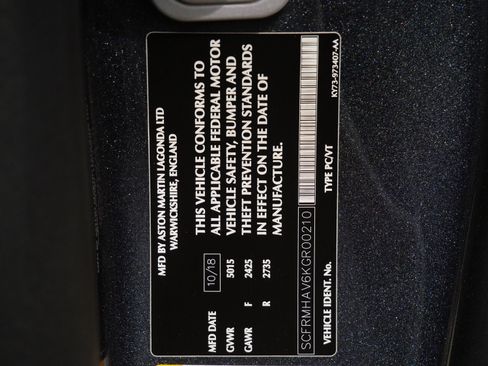 MFD BY ASTON MARTIN LAGONDA LTD
WARWICKSHIRE, ENGLAND
THIS VEHICLE CONFORMS TO
ALL APPLICABLE FEDERAL MOTOR
VEHICLE SAFETY, BUMPER AND
THEFT PREVENTION STANDARDS
IN EFFECT ON THE DATE OF
MANUFACTURE.
MFD DATE 10/18
GVWR 5015
GAWR F 2425
R 2735
SCFRMHAV6KGR00210
VEHICLE IDENT. No. TYPE PC/VT
KY73-973407-AA